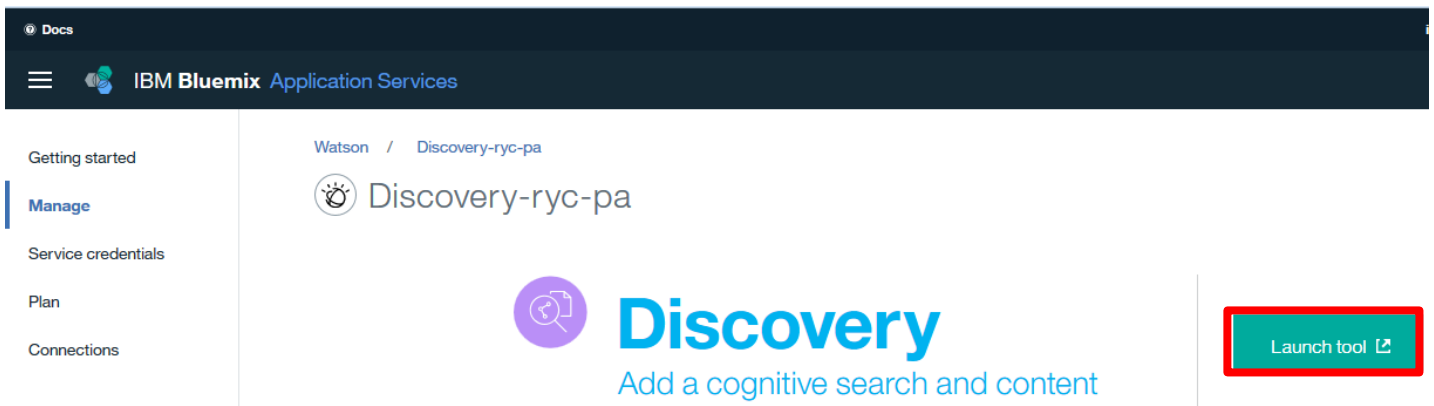 Docs
IBM Bluemix Application Services
Getting started
Manage
Service credentials
Plan
Connections
Watson / Discovery-ryc-pa
Discovery-ryc-pa
Discovery
Add a cognitive search and content
Launch tool